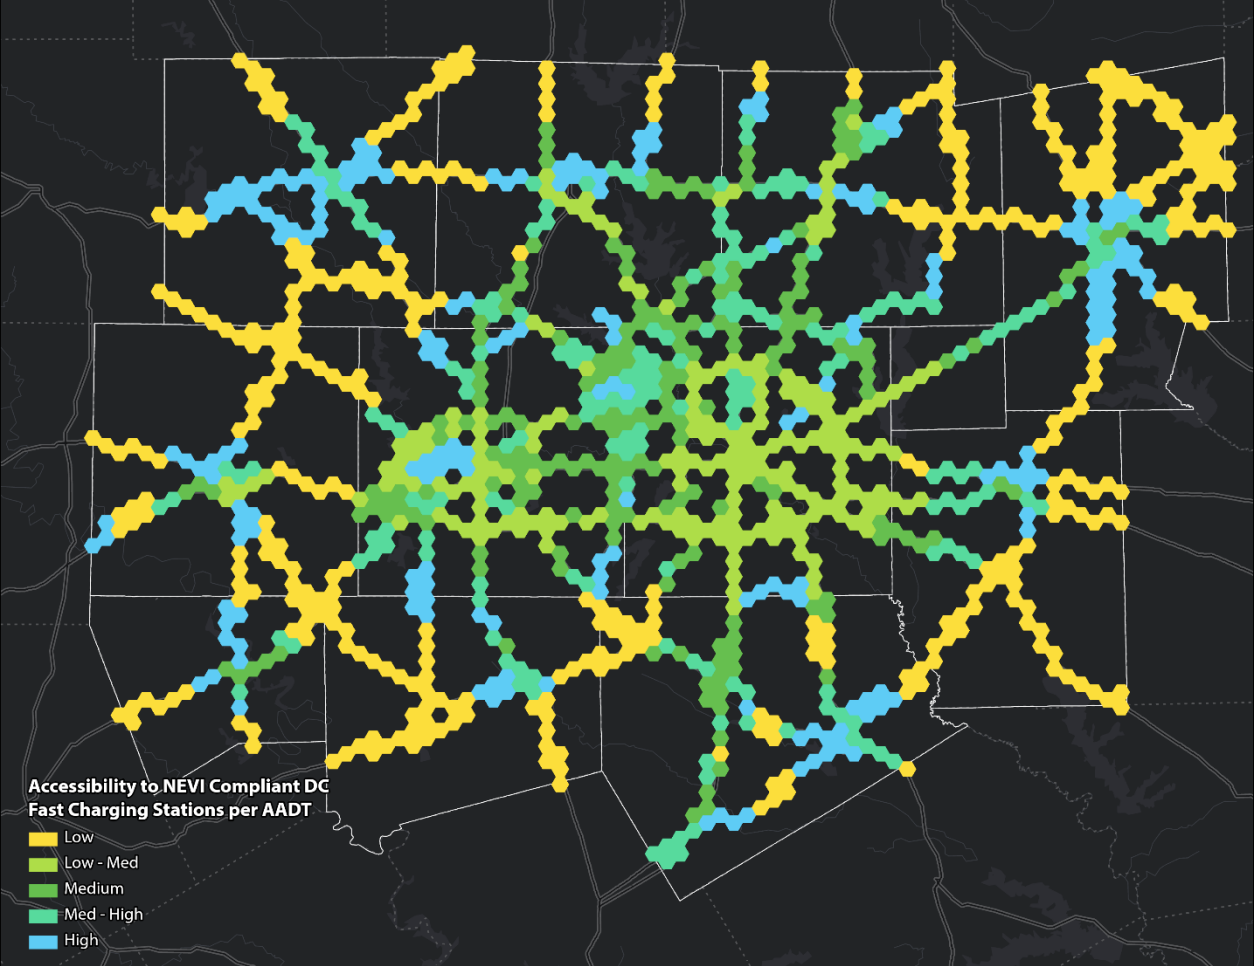 Accessibility to NEVI Compliant DC
Fast Charging Stations per AADT
Low
Low - Med
Medium
Med - High
High